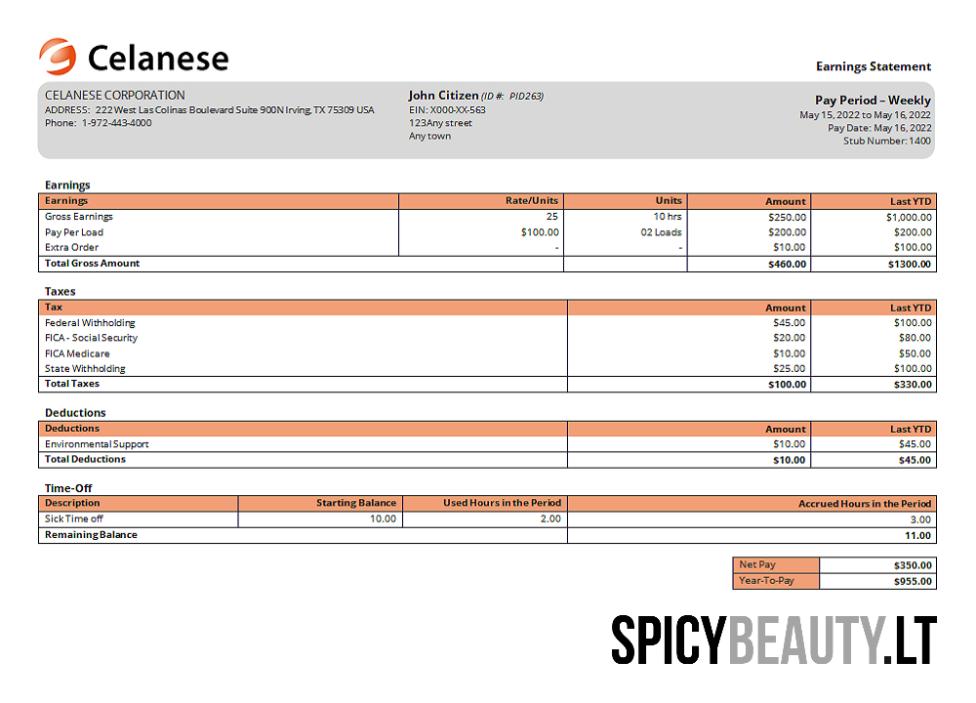 Celanese
Earnings Statement
CELANESE CORPORATION
ADDRESS: 222 West Las Colinas Boulevard Suite 900N Irving, TX 75309 USA
Phone: 1-972-443-4000
John Citizen (ID #: PID263)
EIN: X000-XX-563
123Any street
Any town
Pay Period – Weekly
May 15, 2022 to May 16, 2022
Pay Date: May 16, 2022
Stub Number: 1400
Earnings
Earnings Rate/Units Units Amount Last YTD
Gross Earnings 25 10 hrs $250.00 $1,000.00
Pay Per Load $100.00 02 Loads $200.00 $200.00
Extra Order - - $10.00 $100.00
Total Gross Amount $460.00 $1300.00
Taxes
Tax Amount Last YTD
Federal Withholding $45.00 $100.00
FICA - Social Security $20.00 $80.00
FICA Medicare $10.00 $50.00
State Withholding $25.00 $100.00
Total Taxes $100.00 $330.00
Deductions
Deductions Amount Last YTD
Environmental Support $10.00 $45.00
Total Deductions $10.00 $45.00
Time-Off
Description Starting Balance Used Hours in the Period Accrued Hours in the Period
Sick Time off 10.00 2.00 3.00
Remaining Balance 11.00
Net Pay $350.00
Year-To-Pay $955.00
SPICYBEAUTY.LT